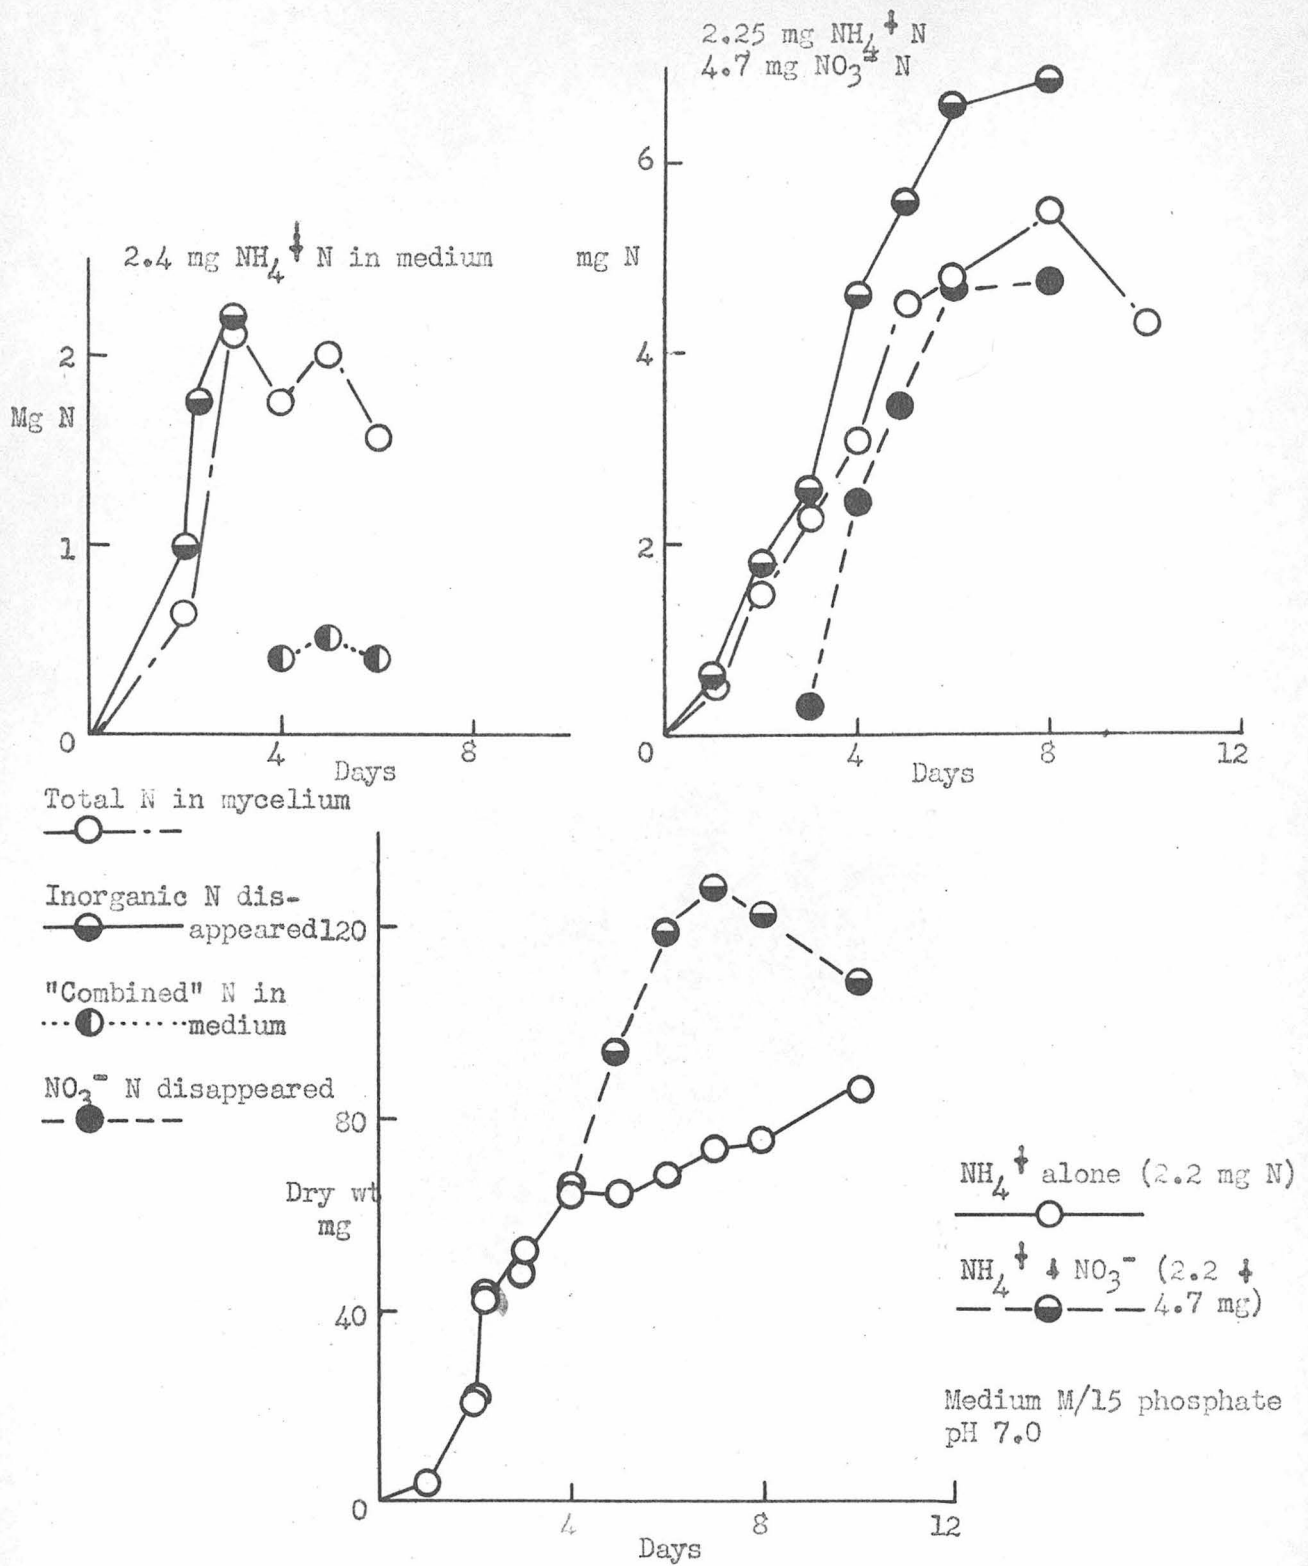 2.25 mg NH4+ N
4.7 mg NO3- N
2.4 mg NH4+ N in medium
Mg N
2
1
0
4
8
Days
mg N
6
4
2
0
4
8
12
Days
Total N in mycelium
Inorganic N dis-
appeared
"Combined" N in
medium
NO3- N disappeared
120
80
Dry wt
mg
40
0
4
8
12
Days
NH4+ alone (2.2 mg N)
NH4+ + NO3- (2.2 +
4.7 mg)
Medium M/15 phosphate
pH 7.0